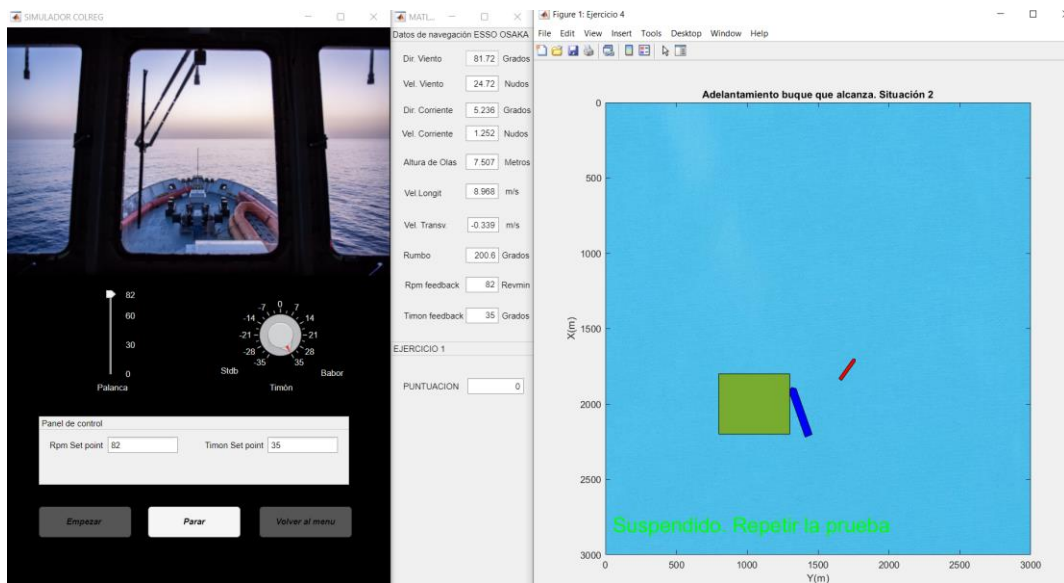 SIMULADOR COLREG
82
60
30
0
Palanca
-35 -28 -21 -14 -7 0 7 14 21 28 35
Stdb
Babor
Timón
Panel de control
Rpm Set point 82
Timon Set point 35
Empezar
Parar
Volver al menu
MATL...
Datos de navegación ESSO OSAKA
Dir. Viento 81.72 Grados
Vel. Viento 24.72 Nudos
Dir. Corriente 5.236 Grados
Vel. Corriente 1.252 Nudos
Altura de Olas 7.507 Metros
Vel.Longit 8.968 m/s
Vel. Transv. -0.339 m/s
Rumbo 200.6 Grados
Rpm feedback 82 Revmin
Timon feedback 35 Grados
EJERCICIO 1
PUNTUACION 0
Figure 1: Ejercicio 4
File Edit View Insert Tools Desktop Window Help
Adelantamiento buque que alcanza. Situación 2
0
500
1000
1500
2000
2500
3000
X(m)
Suspendido. Repetir la prueba
0 500 1000 1500 2000 2500 3000
Y(m)